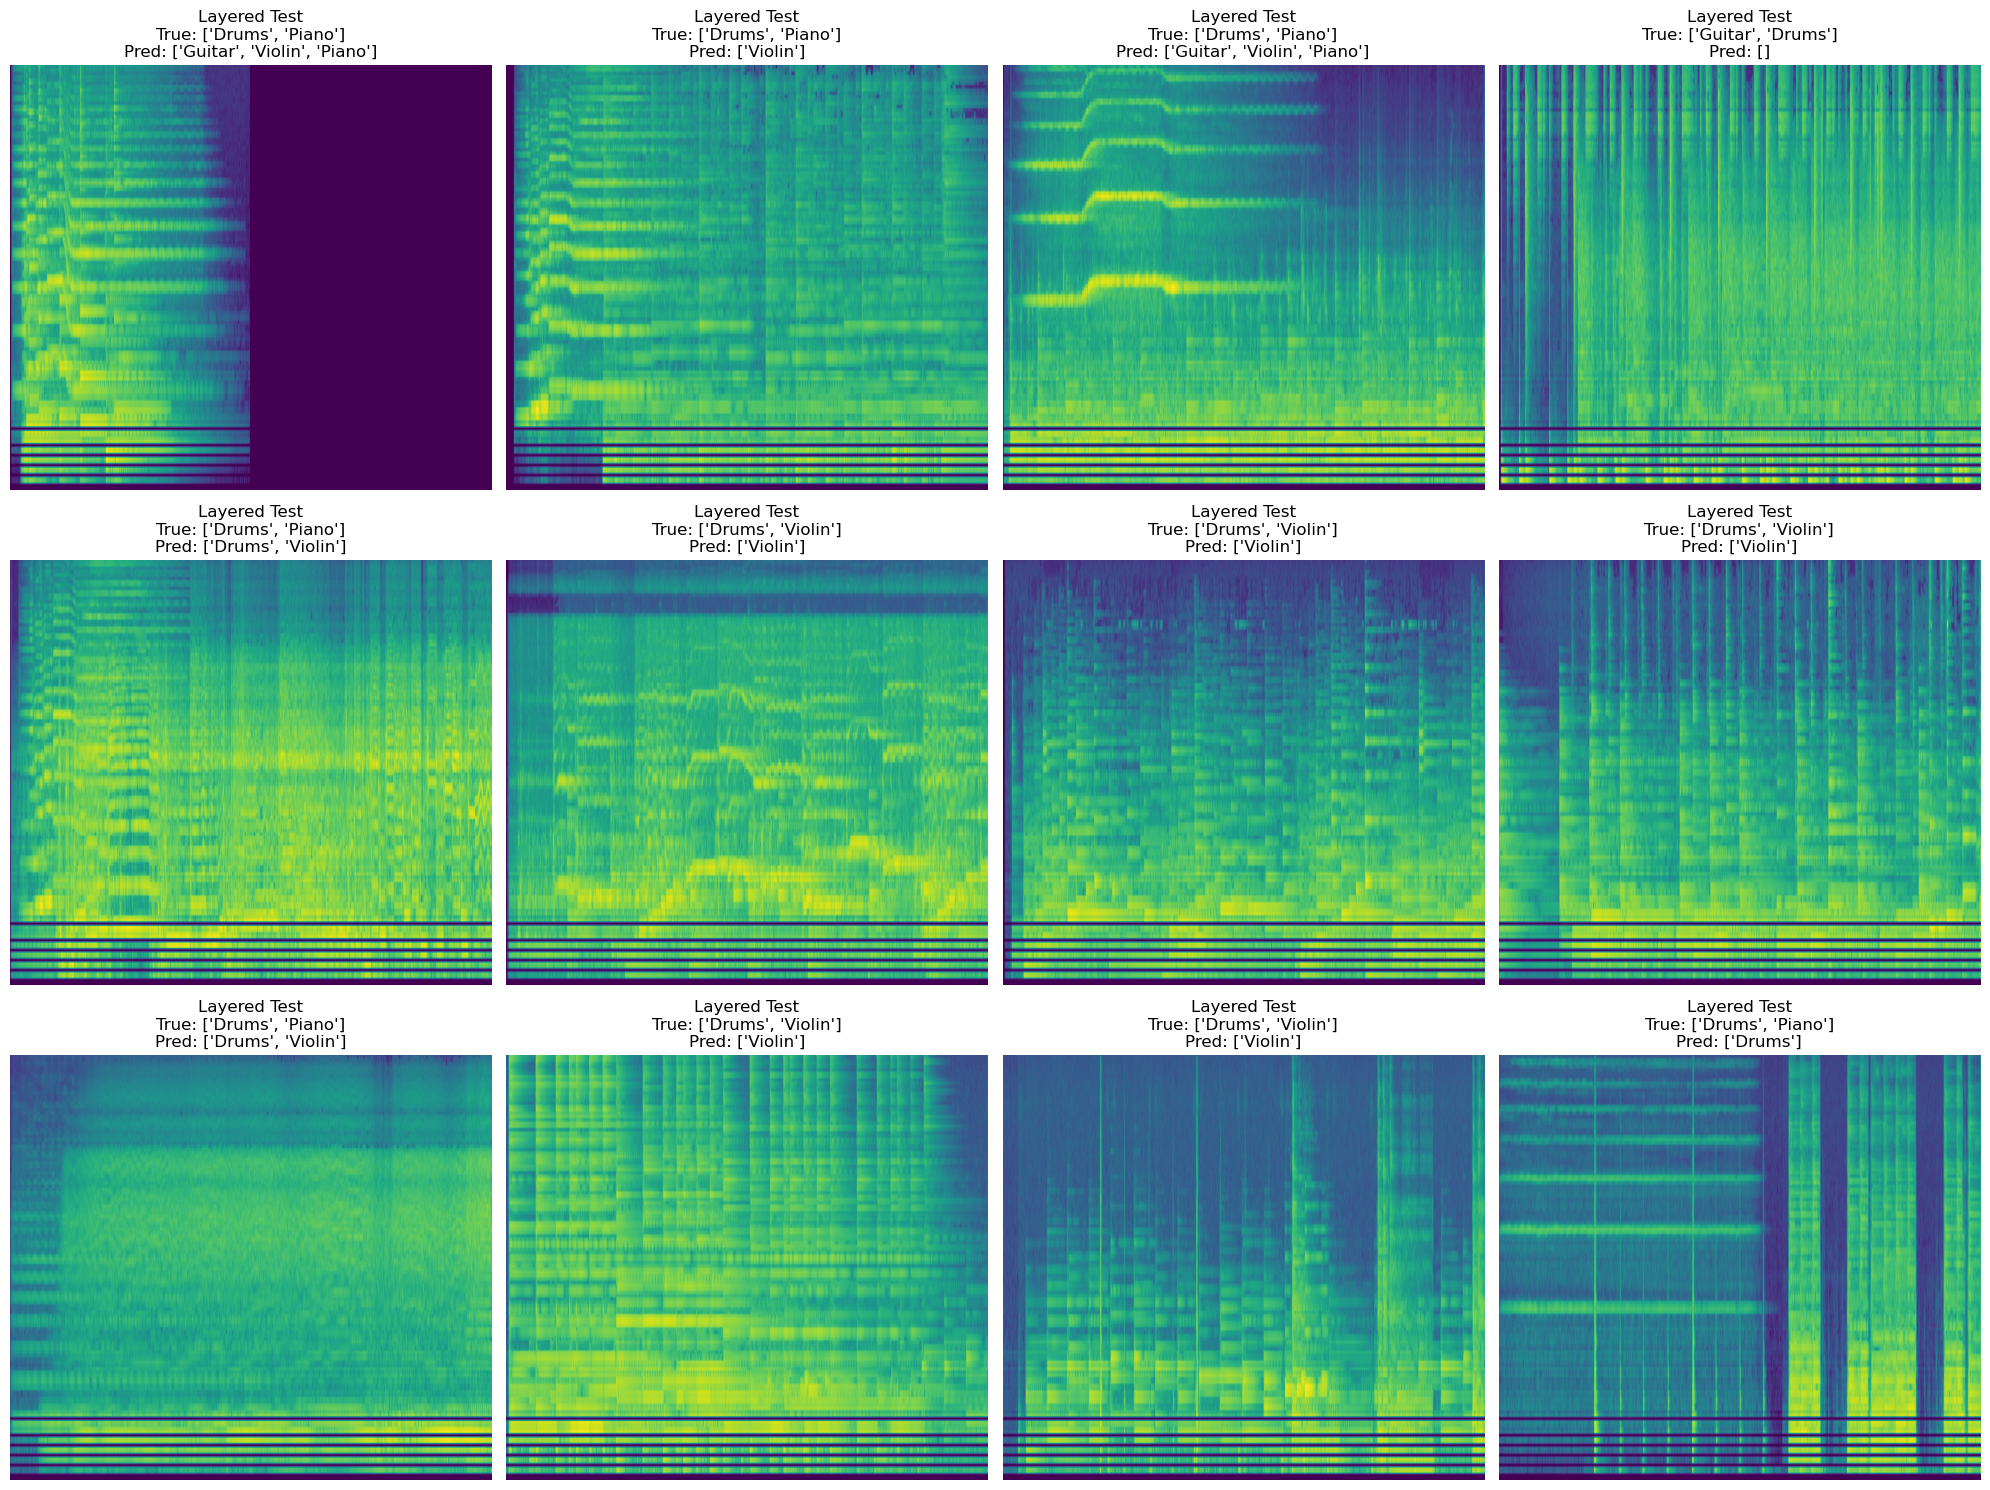 Layered Test
True: ['Drums', 'Piano']
Pred: ['Guitar', 'Violin', 'Piano']
Layered Test
True: ['Drums', 'Piano']
Pred: ['Violin']
Layered Test
True: ['Drums', 'Piano']
Pred: ['Guitar', 'Violin', 'Piano']
Layered Test
True: ['Guitar', 'Drums']
Pred: []
Layered Test
True: ['Drums', 'Piano']
Pred: ['Drums', 'Violin']
Layered Test
True: ['Drums', 'Violin']
Pred: ['Violin']
Layered Test
True: ['Drums', 'Violin']
Pred: ['Violin']
Layered Test
True: ['Drums', 'Violin']
Pred: ['Violin']
Layered Test
True: ['Drums', 'Piano']
Pred: ['Drums', 'Violin']
Layered Test
True: ['Drums', 'Violin']
Pred: ['Violin']
Layered Test
True: ['Drums', 'Violin']
Pred: ['Violin']
Layered Test
True: ['Drums', 'Piano']
Pred: ['Drums']